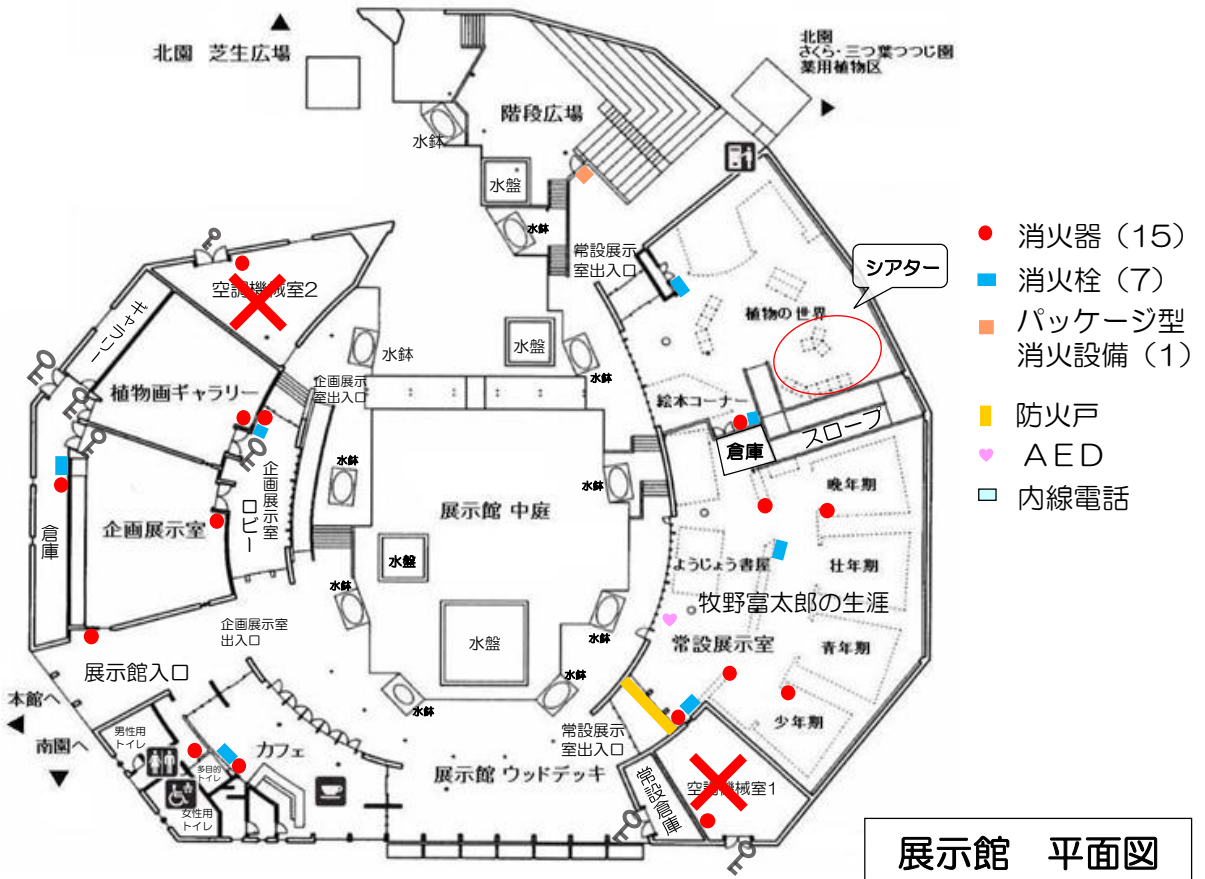 北園 芝生広場
北園
さくら・三つ葉つつじ園
薬用植物区
階段広場
水鉢
水盤
水鉢
常設展示
室出入口
シアター
植物の世界
消火器（15）
消火栓（7）
パッケージ型
消火設備（1）
防火戸
AED
内線電話
空調機械室2
ギャラリー
水鉢
水盤
水鉢
企画展示
室出入口
植物画ギャラリー
絵本コーナー
スロープ
倉庫
水鉢
水鉢
企画展示室
ロビー
展示館 中庭
晩年期
企画展示室
倉庫
水盤
ようじょう書屋
壮年期
牧野富太郎の生涯
水鉢
水鉢
企画展示室
出入口
水盤
常設展示室
青年期
展示館入口
本館へ
水鉢
水鉢
少年期
男性用
トイレ
南園へ
カフェ
常設展示
室出入口
多目的
トイレ
展示館 ウッドデッキ
施設倉庫
空調機械室1
女性用
トイレ
展示館 平面図